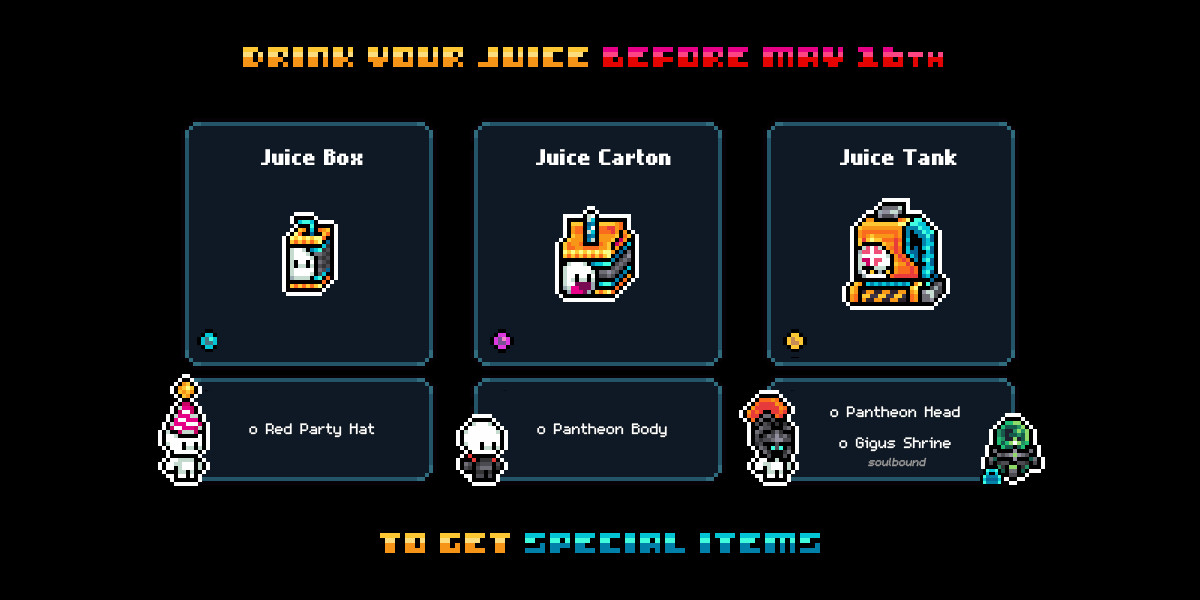 DRINK YOUR JUICE BEFORE MAY 16TH
Juice Box
Juice Carton
Juice Tank
o Red Party Hat
o Pantheon Body
o Pantheon Head
o Gigus Shrine
soulbound
TO GET SPECIAL ITEMS